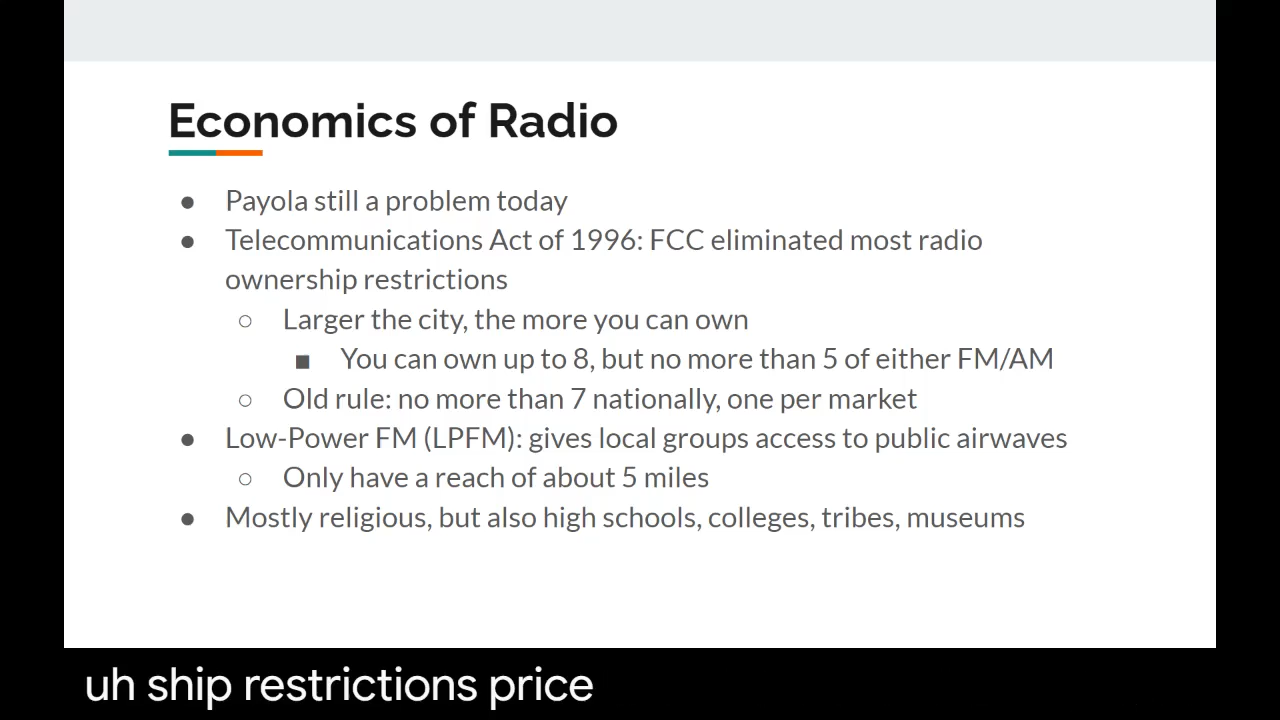 Economics of Radio
● Payola still a problem today
● Telecommunications Act of 1996: FCC eliminated most radio
ownership restrictions
○ Larger the city, the more you can own
■ You can own up to 8, but no more than 5 of either FM/AM
○ Old rule: no more than 7 nationally, one per market
● Low-Power FM (LPFM): gives local groups access to public airwaves
○ Only have a reach of about 5 miles
● Mostly religious, but also high schools, colleges, tribes, museums
uh ship restrictions price